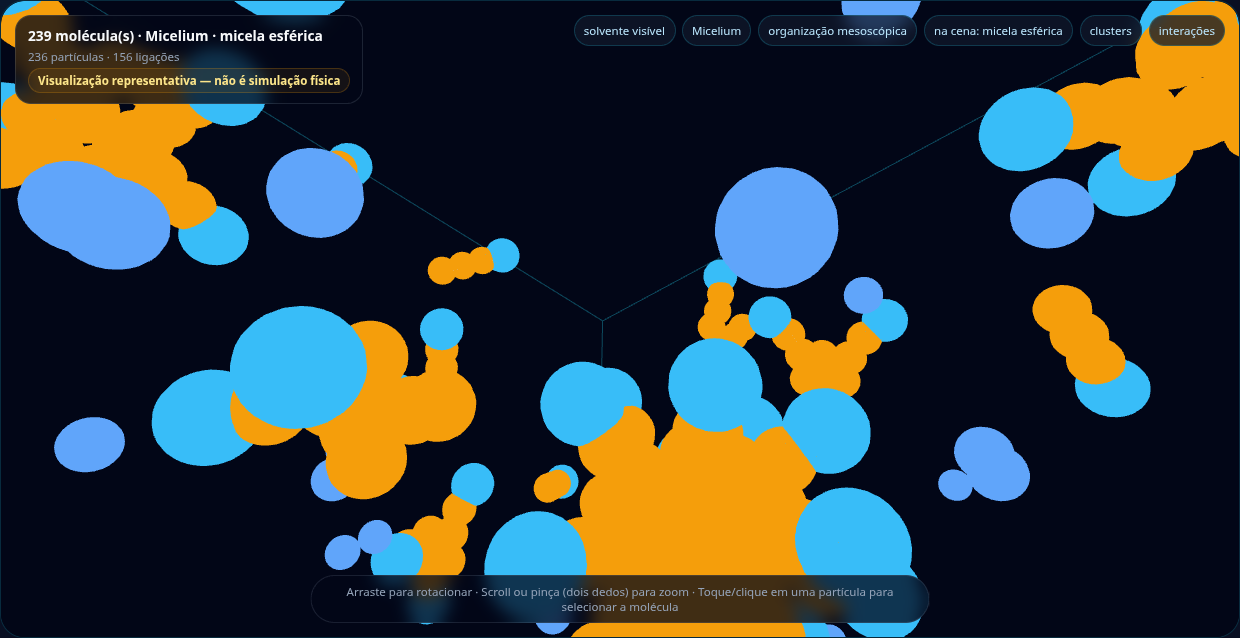 239 molécula(s) · Micelium · micela esférica
236 partículas · 156 ligações
Visualização representativa — não é simulação física
solvente visível
Micelium
organização mesoscópica
na cena: micela esférica
clusters
interações
Arraste para rotacionar · Scroll ou pinça (dois dedos) para zoom · Toque/clique em uma partícula para
selecionar a molécula